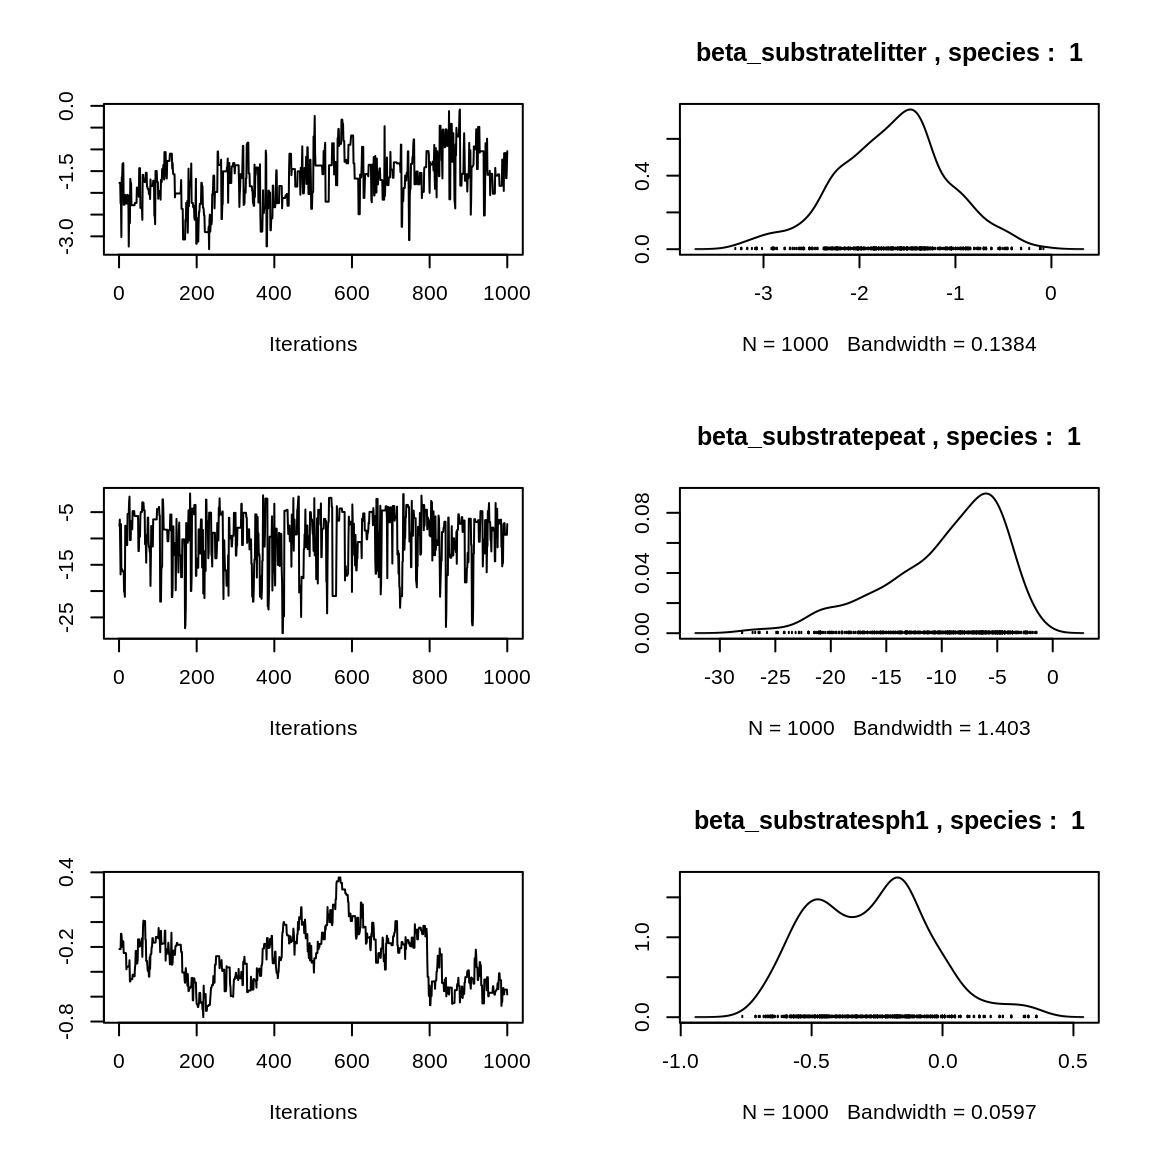 beta_substratelitter , species :  1
0.0
-1.5
-3.0
0 200 400 600 800 1000
Iterations
0.4
0.0
-3 -2 -1 0
N = 1000   Bandwidth = 0.1384
beta_substratepeat , species :  1
-5
-15
-25
0 200 400 600 800 1000
Iterations
0.08
0.04
0.00
-30 -25 -20 -15 -10 -5 0
N = 1000   Bandwidth = 1.403
beta_substratesph1 , species :  1
0.4
-0.2
-0.8
0 200 400 600 800 1000
Iterations
1.0
0.0
-1.0 -0.5 0.0 0.5
N = 1000   Bandwidth = 0.0597